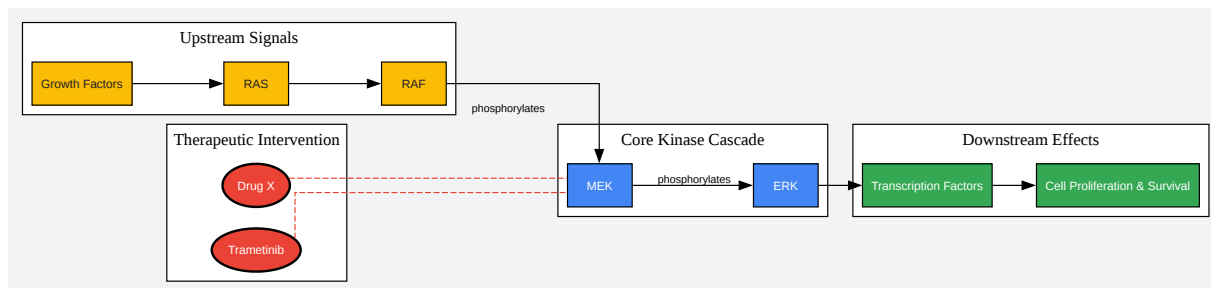 Upstream Signals
Growth Factors
RAS
RAF
phosphorylates
Therapeutic Intervention
Drug X
Trametinib
Core Kinase Cascade
MEK
phosphorylates
ERK
Downstream Effects
Transcription Factors
Cell Proliferation & Survival